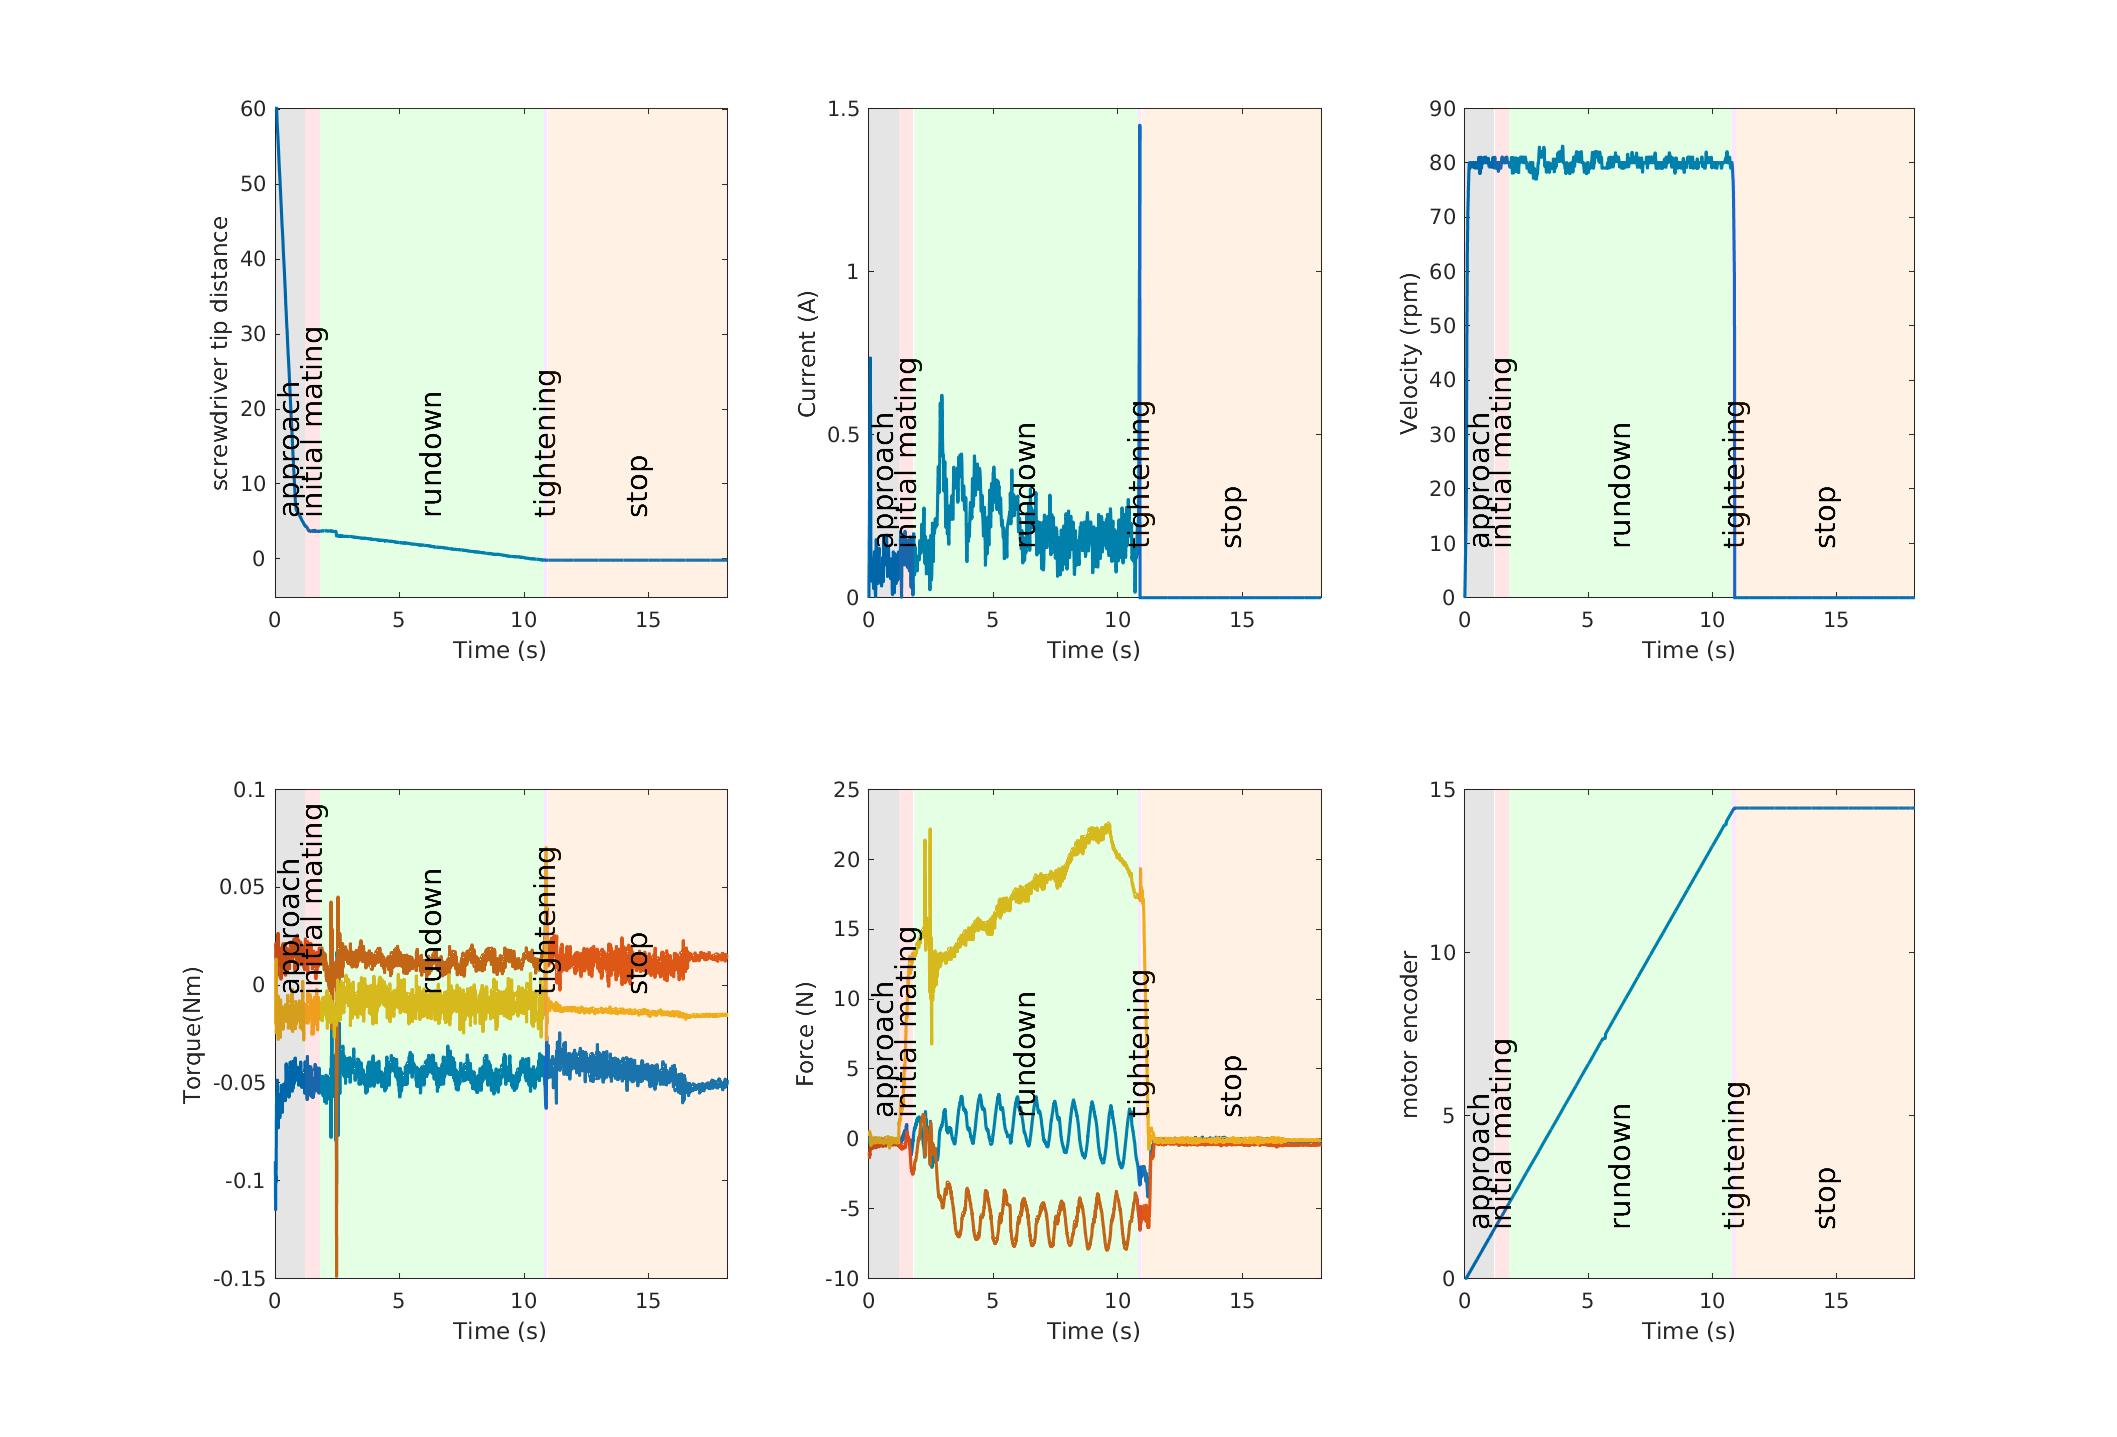 60
50
40
30
20
10
0
screwdriver tip distance
approach
initial mating
rundown
tightening
stop
0 5 10 15
Time (s)
1.5
1
0.5
0
Current (A)
approach
initial mating
rundown
tightening
stop
0 5 10 15
Time (s)
90
80
70
60
50
40
30
20
10
0
Velocity (rpm)
approach
initial mating
rundown
tightening
stop
0 5 10 15
Time (s)
0.1
0.05
0
-0.05
-0.1
-0.15
Torque(Nm)
approach
initial mating
rundown
tightening
stop
0 5 10 15
Time (s)
25
20
15
10
5
0
-5
-10
Force (N)
approach
initial mating
rundown
tightening
stop
0 5 10 15
Time (s)
15
10
5
0
motor encoder
approach
initial mating
rundown
tightening
stop
0 5 10 15
Time (s)